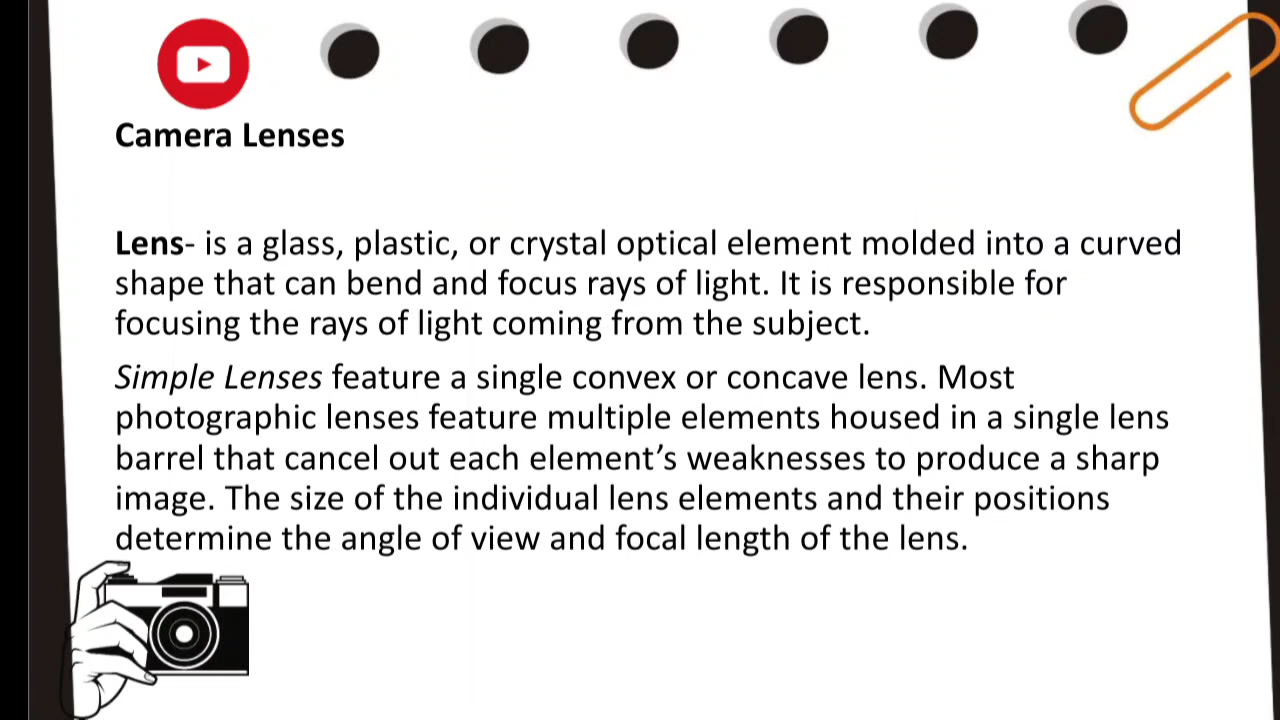 Camera Lenses
Lens- is a glass, plastic, or crystal optical element molded into a curved
shape that can bend and focus rays of light. It is responsible for
focusing the rays of light coming from the subject.
Simple Lenses feature a single convex or concave lens. Most
photographic lenses feature multiple elements housed in a single lens
barrel that cancel out each element’s weaknesses to produce a sharp
image. The size of the individual lens elements and their positions
determine the angle of view and focal length of the lens.